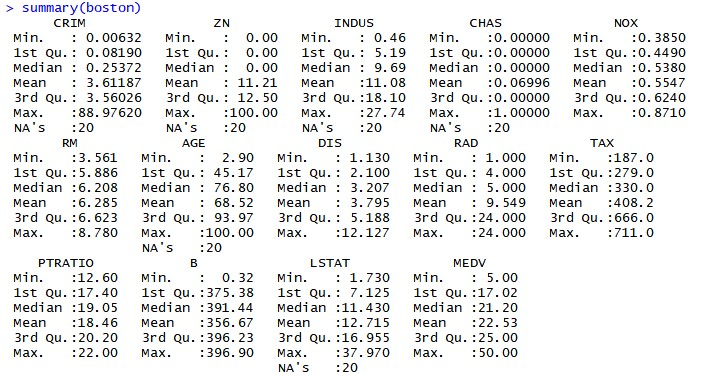 > summary(boston)
CRIM ZN INDUS CHAS NOX
Min. : 0.00632 Min. : 0.00 Min. : 0.46 Min. :0.00000 Min. :0.3850
1st Qu.: 0.08190 1st Qu.: 0.00 1st Qu.: 5.19 1st Qu.:0.00000 1st Qu.:0.4490
Median : 0.25372 Median : 0.00 Median : 9.69 Median :0.00000 Median :0.5380
Mean : 3.61187 Mean : 11.21 Mean :11.08 Mean :0.06996 Mean :0.5547
3rd Qu.: 3.56026 3rd Qu.: 12.50 3rd Qu.:18.10 3rd Qu.:0.00000 3rd Qu.:0.6240
Max. :88.97620 Max. :100.00 Max. :27.74 Max. :1.00000 Max. :0.8710
NA's :20 NA's :20 NA's :20 NA's :20
RM AGE DIS RAD TAX
Min. :3.561 Min. : 2.90 Min. : 1.130 Min. : 1.000 Min. :187.0
1st Qu.:5.886 1st Qu.: 45.17 1st Qu.: 2.100 1st Qu.: 4.000 1st Qu.:279.0
Median :6.208 Median : 76.80 Median : 3.207 Median : 5.000 Median :330.0
Mean :6.285 Mean : 68.52 Mean : 3.795 Mean : 9.549 Mean :408.2
3rd Qu.:6.623 3rd Qu.: 93.97 3rd Qu.: 5.188 3rd Qu.:24.000 3rd Qu.:666.0
Max. :8.780 Max. :100.00 Max. :12.127 Max. :24.000 Max. :711.0
NA's :20
PTRATIO B LSTAT MEDV
Min. :12.60 Min. : 0.32 Min. : 1.730 Min. : 5.00
1st Qu.:17.40 1st Qu.:375.38 1st Qu.: 7.125 1st Qu.:17.02
Median :19.05 Median :391.44 Median :11.430 Median :21.20
Mean :18.46 Mean :356.67 Mean :12.715 Mean :22.53
3rd Qu.:20.20 3rd Qu.:396.23 3rd Qu.:16.955 3rd Qu.:25.00
Max. :22.00 Max. :396.90 Max. :37.970 Max. :50.00
NA's :20